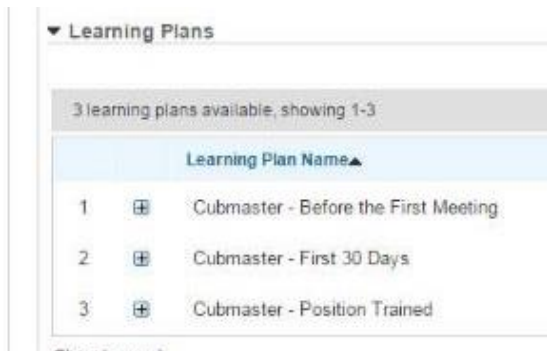 Learning Plans
3 learning plans available, showing 1-3
Learning Plan Name
1 Cubmaster - Before the First Meeting
2 Cubmaster - First 30 Days
3 Cubmaster - Position Trained